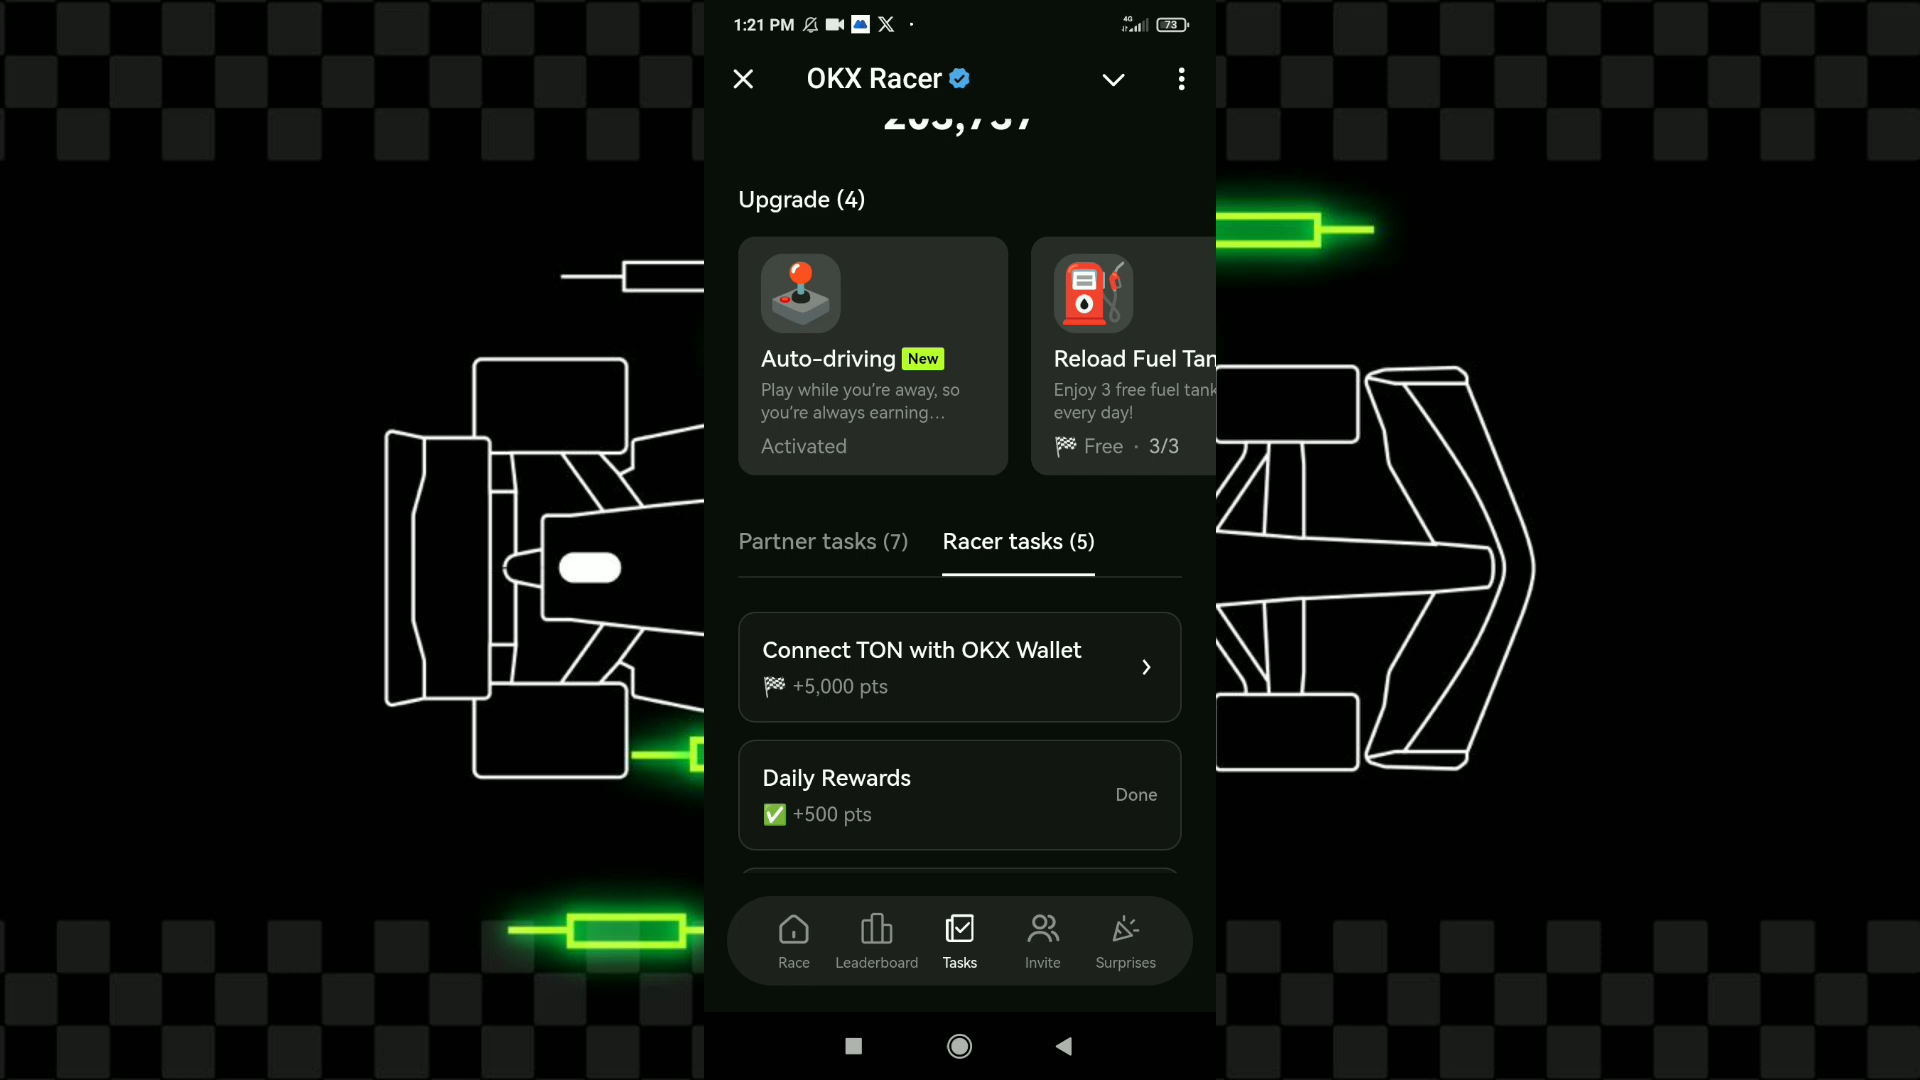 1:21 PM
4G
73
OKX Racer
Upgrade (4)
Auto-driving New
Play while you're away, so
you're always earning...
Activated
Reload Fuel Tan
Enjoy 3 free fuel tank
every day!
Free · 3/3
Partner tasks (7)
Racer tasks (5)
Connect TON with OKX Wallet
+5,000 pts
Daily Rewards
+500 pts
Done
Race
Leaderboard
Tasks
Invite
Surprises